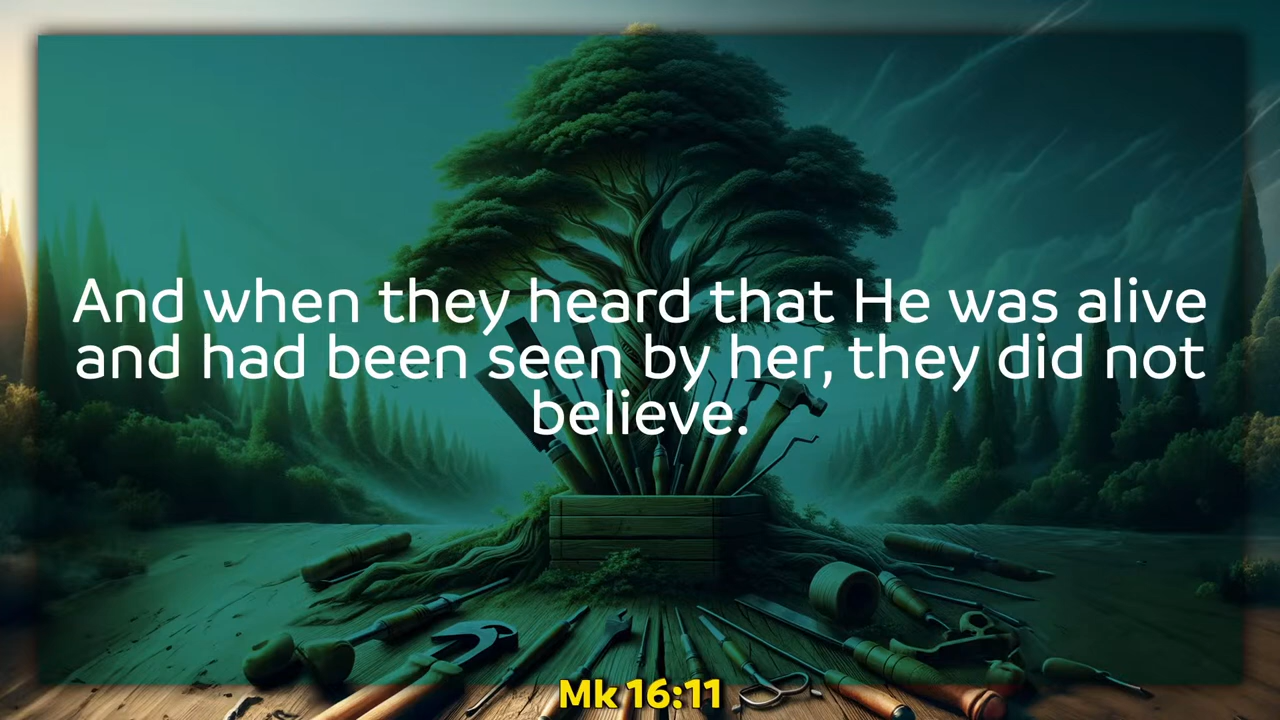 And when they heard that He was alive
and had been seen by her, they did not
believe.
Mk 16:11